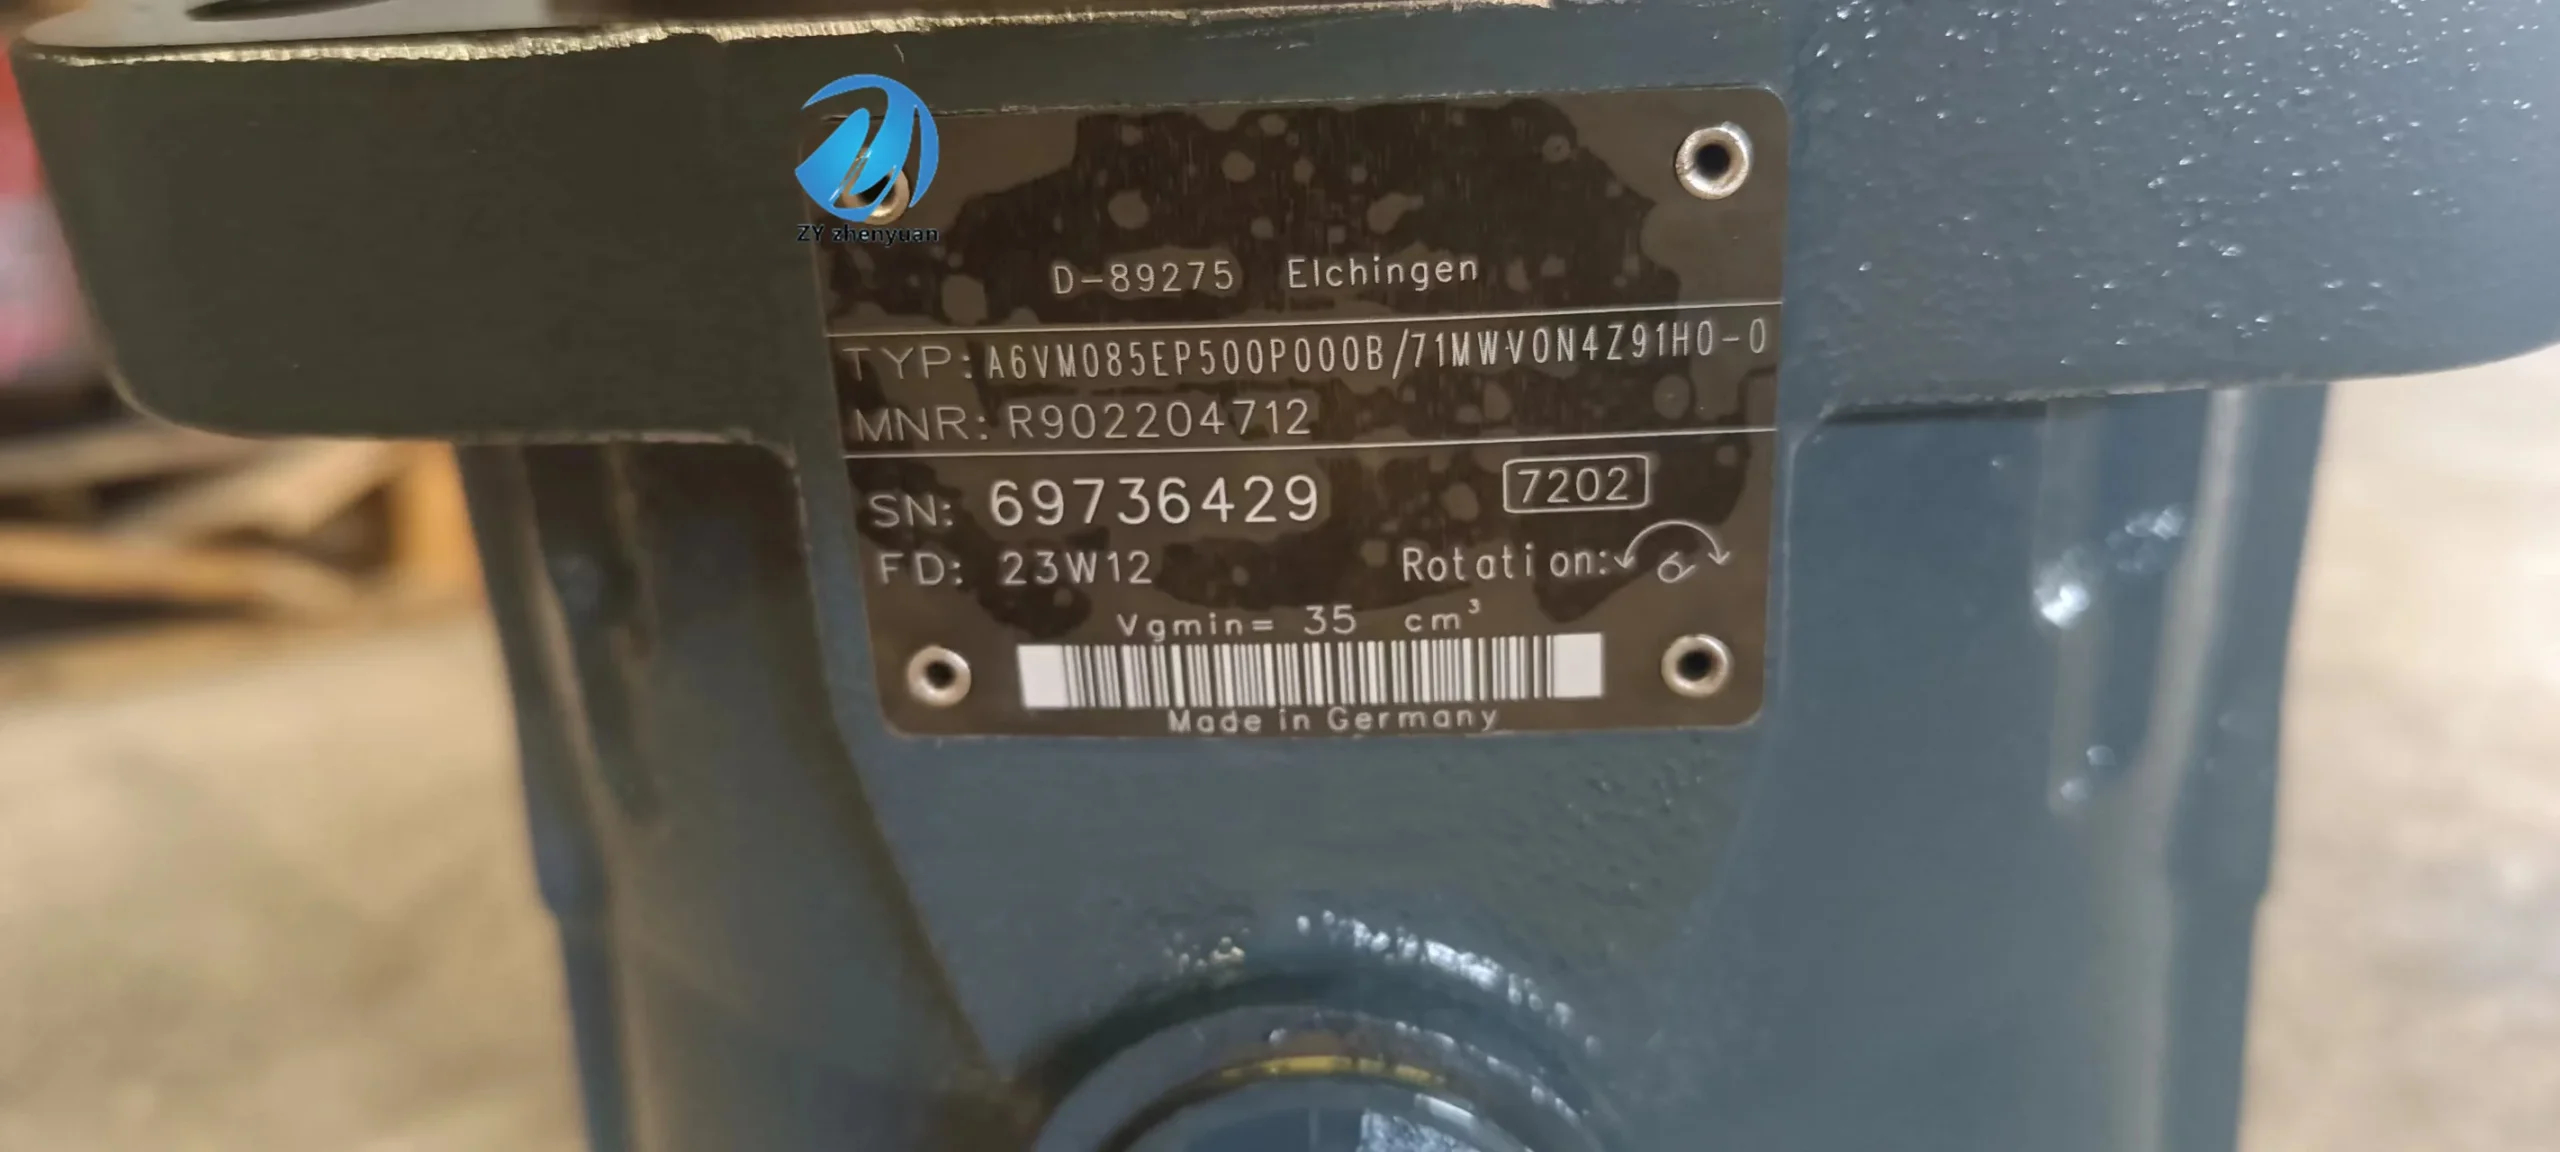 ZY zhenyuan
D-89275 Elchingen
TYP: A6VM085EP500P000B/71MWV0N4Z91H0-0
MNR: R902204712
SN: 69736429 7202
FD: 23W12 Rotation:
Vgmin= 35 cm³
Made in Germany